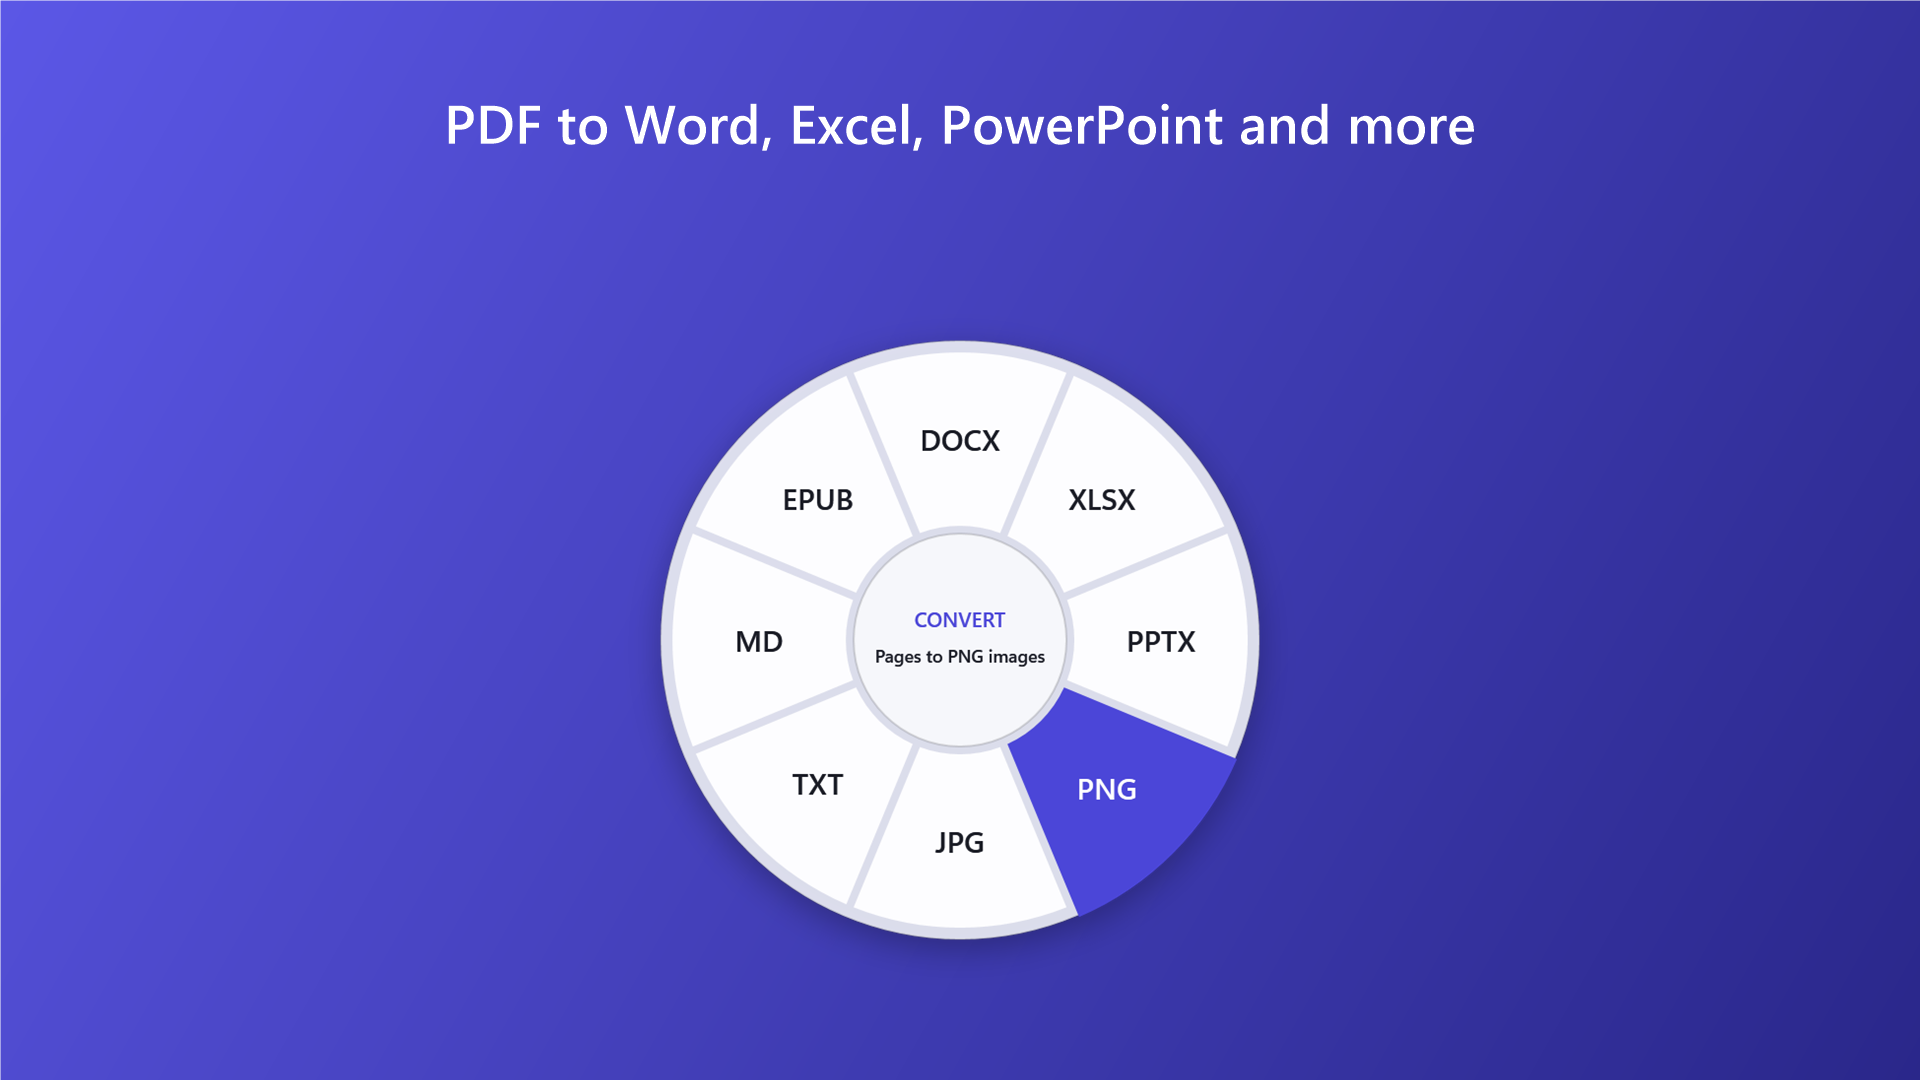 PDF to Word, Excel, PowerPoint and more
DOCX
EPUB
XLSX
CONVERT
Pages to PNG images
MD
PPTX
TXT
PNG
JPG